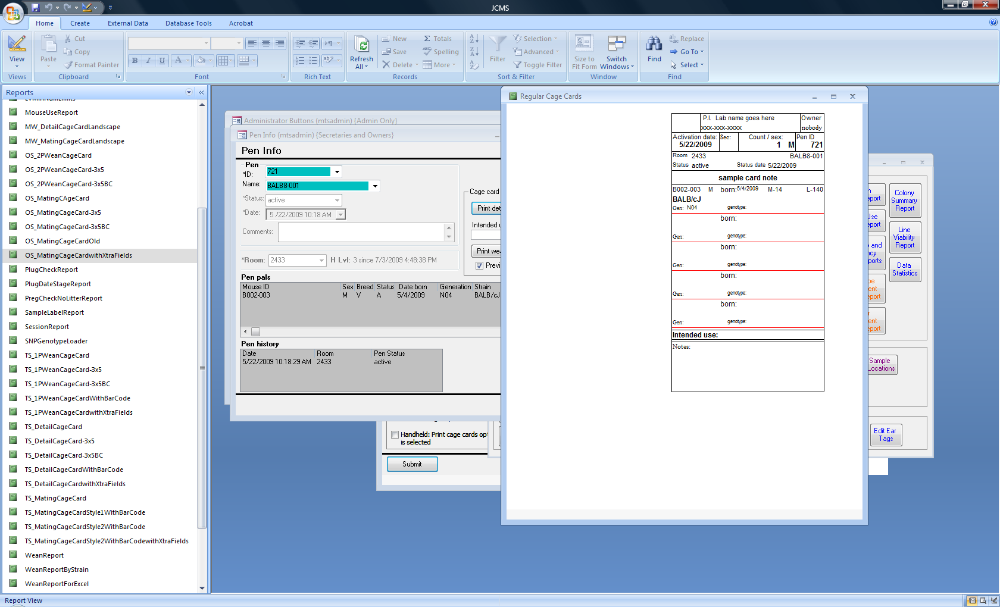 JCMS
Home Create External Data Database Tools Acrobat
View
Views
Paste
Cut
Copy
Format Painter
Clipboard
B I U A
Font
Rich Text
Refresh
All
New
Save
Delete
Totals
Spelling
More
Records
Filter
Selection
Advanced
Toggle Filter
Sort & Filter
Size to
Fit Form
Switch
Windows
Window
Find
Replace
Go To
Select
Find
Reports
MouseUseReport
MW_DetailCageCardLandscape
MW_MatingCageCardLandscape
OS_2PWeanCageCard
OS_2PWeanCageCard-3x5
OS_2PWeanCageCard-3x5BC
OS_MatingCAgeCard
OS_MatingCageCard-3x5
OS_MatingCageCard-3x5BC
OS_MatingCageCardOld
OS_MatingCageCardwithXtraFields
PlugCheckReport
PlugDateStageReport
PregCheckNoLitterReport
SampleLabelReport
SessionReport
SNPGenotypeLoader
TS_1PWeanCageCard
TS_1PWeanCageCard-3x5
TS_1PWeanCageCard-3x5BC
TS_1PWeanCageCardWithBarCode
TS_1PWeanCageCardwithXtraFields
TS_DetailCageCard
TS_DetailCageCard-3x5
TS_DetailCageCard-3x5BC
TS_DetailCageCardWithBarCode
TS_DetailCageCardwithXtraFields
TS_MatingCageCard
TS_MatingCageCardStyle1WithBarCode
TS_MatingCageCardStyle2WithBarCode
TS_MatingCageCardStyle2WithBarCodewithXtraFields
WeanReport
WeanReportByStrain
WeanReportForExcel
Administrator Buttons (mtsadmin) {Admin Only}
Pen Info (mtsadmin) {Secretaries and Owners}
Pen Info
Pen
*ID: 721
Name: BALB8-001
*Status: active
*Date: 5 /22/2009 10:18 AM
Comments:
*Room: 2433 H Lvl: 3 since 7/3/2009 4:48:38 PM
Cage card
Print det
Intended u
Print we
Previ
Pen pals
Mouse ID Sex Breed Status Date born Generation Strain
B002-003 M V A 5/4/2009 N04 BALB/cJ
Pen history
Date Room Pen Status
5/22/2009 10:18:29 AM 2433 active
Handheld: Print cage cards opt
is selected
Submit
Regular Cage Cards
P.I. Lab name goes here Owner
xxx-xxx-xxxx nobody
Activation date: Sec: Count / sex: Pen ID
5/22/2009 1 M 721
Room 2433 BALB8-001
Status active Status date 5/22/2009
sample card note
B002-003 M born: 5/4/2009 M-14 L-140
BALB/cJ
Gen: N04 genotype:
born:
Gen: genotype:
born:
Gen: genotype:
born:
Gen: genotype:
born:
Gen: genotype:
Intended use:
Notes:
port
Colony
Summary
Report
Use
port
Line
Viability
Report
and
ncy
ports
Data
Statistics
ent
port
ent
port
Sample
Locations
Edit Ear
Tags
Report View